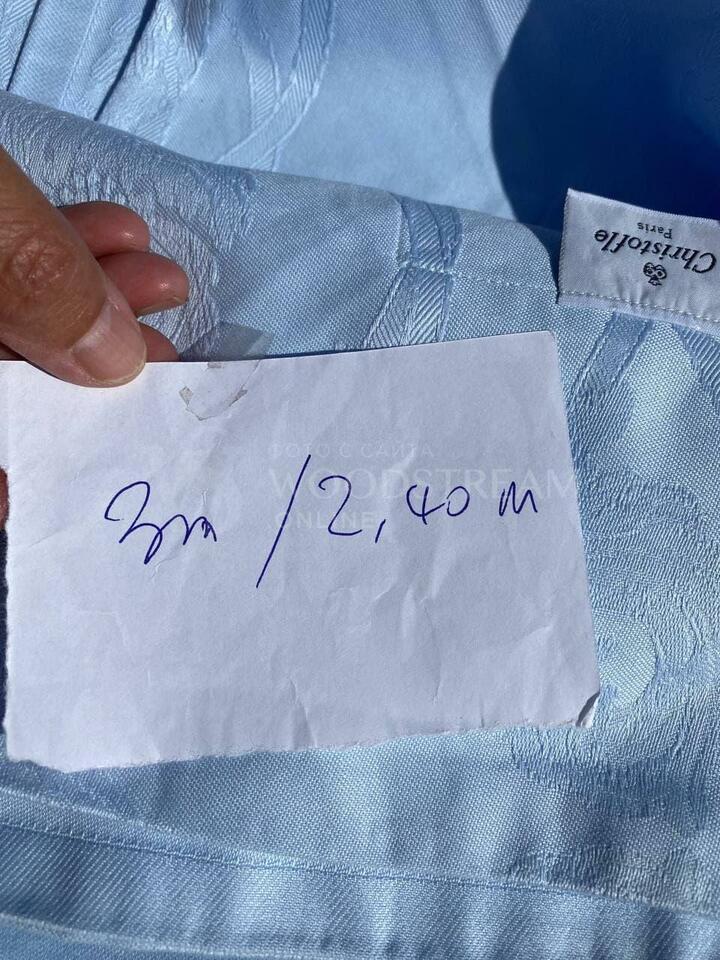 Christofle
Paris
ФОТО С САЙТА
WOODSTREAM
ONLINE
3m / 2,40 m